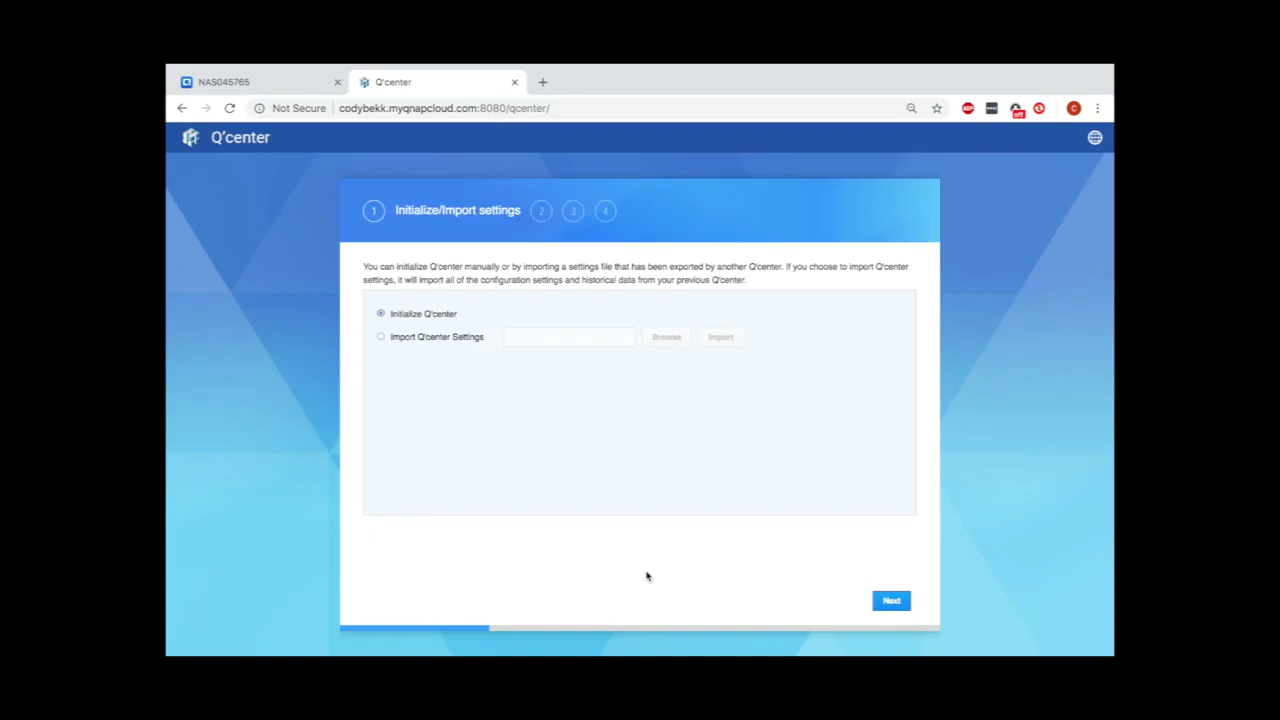 NAS045765
Q'center
Not Secure
codybekk.myqnapcloud.com:8080/qcenter/
ABP
off
C
Q'center
1 Initialize/Import settings 2 3 4
You can initialize Q'center manually or by importing a settings file that has been exported by another Q'center. If you choose to import Q'center
settings, it will import all of the configuration settings and historical data from your previous Q'center.
Initialize Q'center
Import Q'center Settings Browse Import
Next